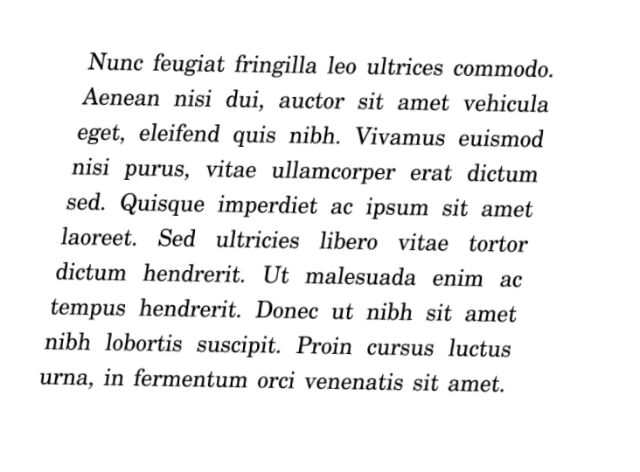 Nunc feugiat fringilla leo ultrices commodo.
Aenean nisi dui, auctor sit amet vehicula
eget, eleifend quis nibh. Vivamus euismod
nisi purus, vitae ullamcorper erat dictum
sed. Quisque imperdiet ac ipsum sit amet
laoreet. Sed ultricies libero vitae tortor
dictum hendrerit. Ut malesuada enim ac
tempus hendrerit. Donec ut nibh sit amet
nibh lobortis suscipit. Proin cursus luctus
urna, in fermentum orci venenatis sit amet.